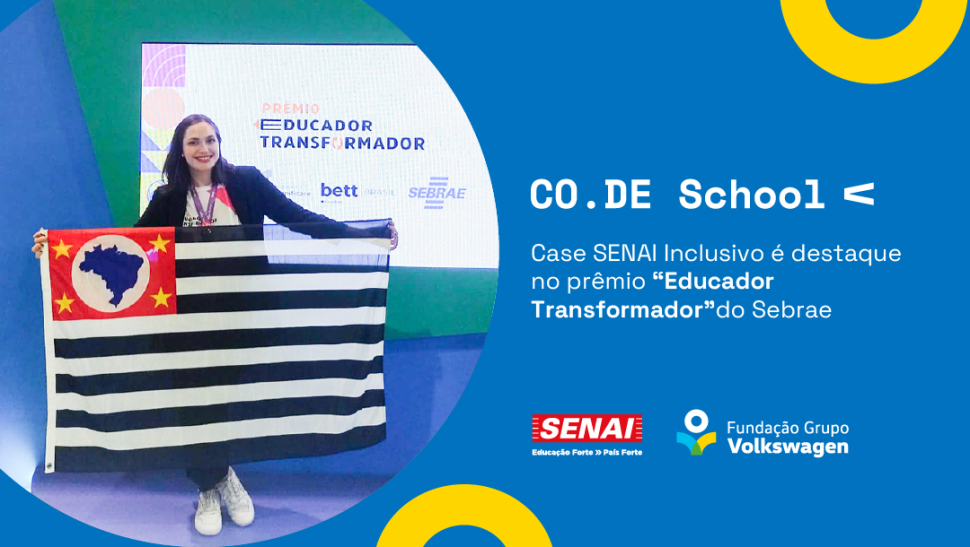 PRÊMIO
EDUCADOR
TRANSFORMADOR
bett BRASIL
SEBRAE
CO.DE School <
Case SENAI Inclusivo é destaque
no prêmio “Educador
Transformador”do Sebrae
SENAI
Educação Forte » País Forte
Fundação Grupo
Volkswagen